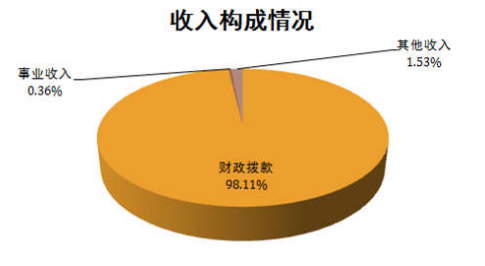 收入构成情况
其他收入
1.53%
事业收入
0.36%
财政拨款
98.11%